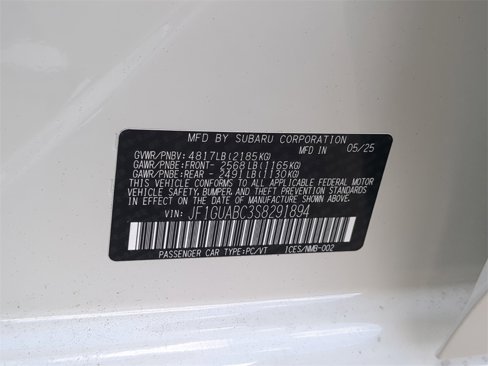 MFD BY SUBARU CORPORATION
GVWR/PNBV: 4817LB(2185KG) MFD IN 05/25
GAWR/PNBE:FRONT- 2568LB(1165KG)
GAWR/PNBE:REAR - 2491LB(1130KG)
THIS VEHICLE CONFORMS TO ALL APPLICABLE FEDERAL MOTOR
VEHICLE SAFETY, BUMPER, AND THEFT PREVENTION STANDARDS
IN EFFECT ON THE DATE OF MANUFACTURE SHOWN ABOVE.
VIN: JF1GUABC3S8291894
PASSENGER CAR TYPE:PC/VT ICES/NMB-002